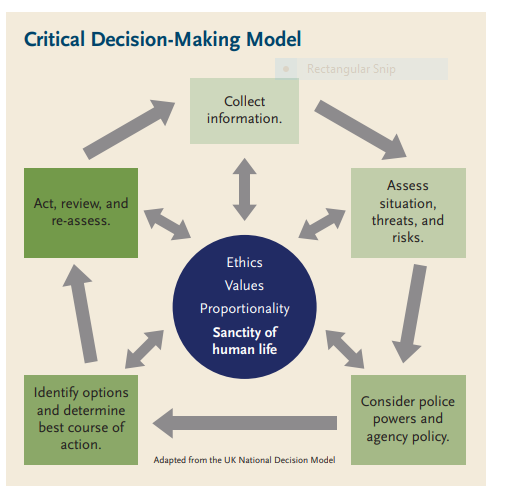 Critical Decision-Making Model
Rectangular Snip
Collect
information.
Act, review, and
re-assess.
Assess
situation,
threats, and
risks.
Ethics
Values
Proportionality
Sanctity of
human life
Identify options
and determine
best course of
action.
Consider police
powers and
agency policy.
Adapted from the UK National Decision Model